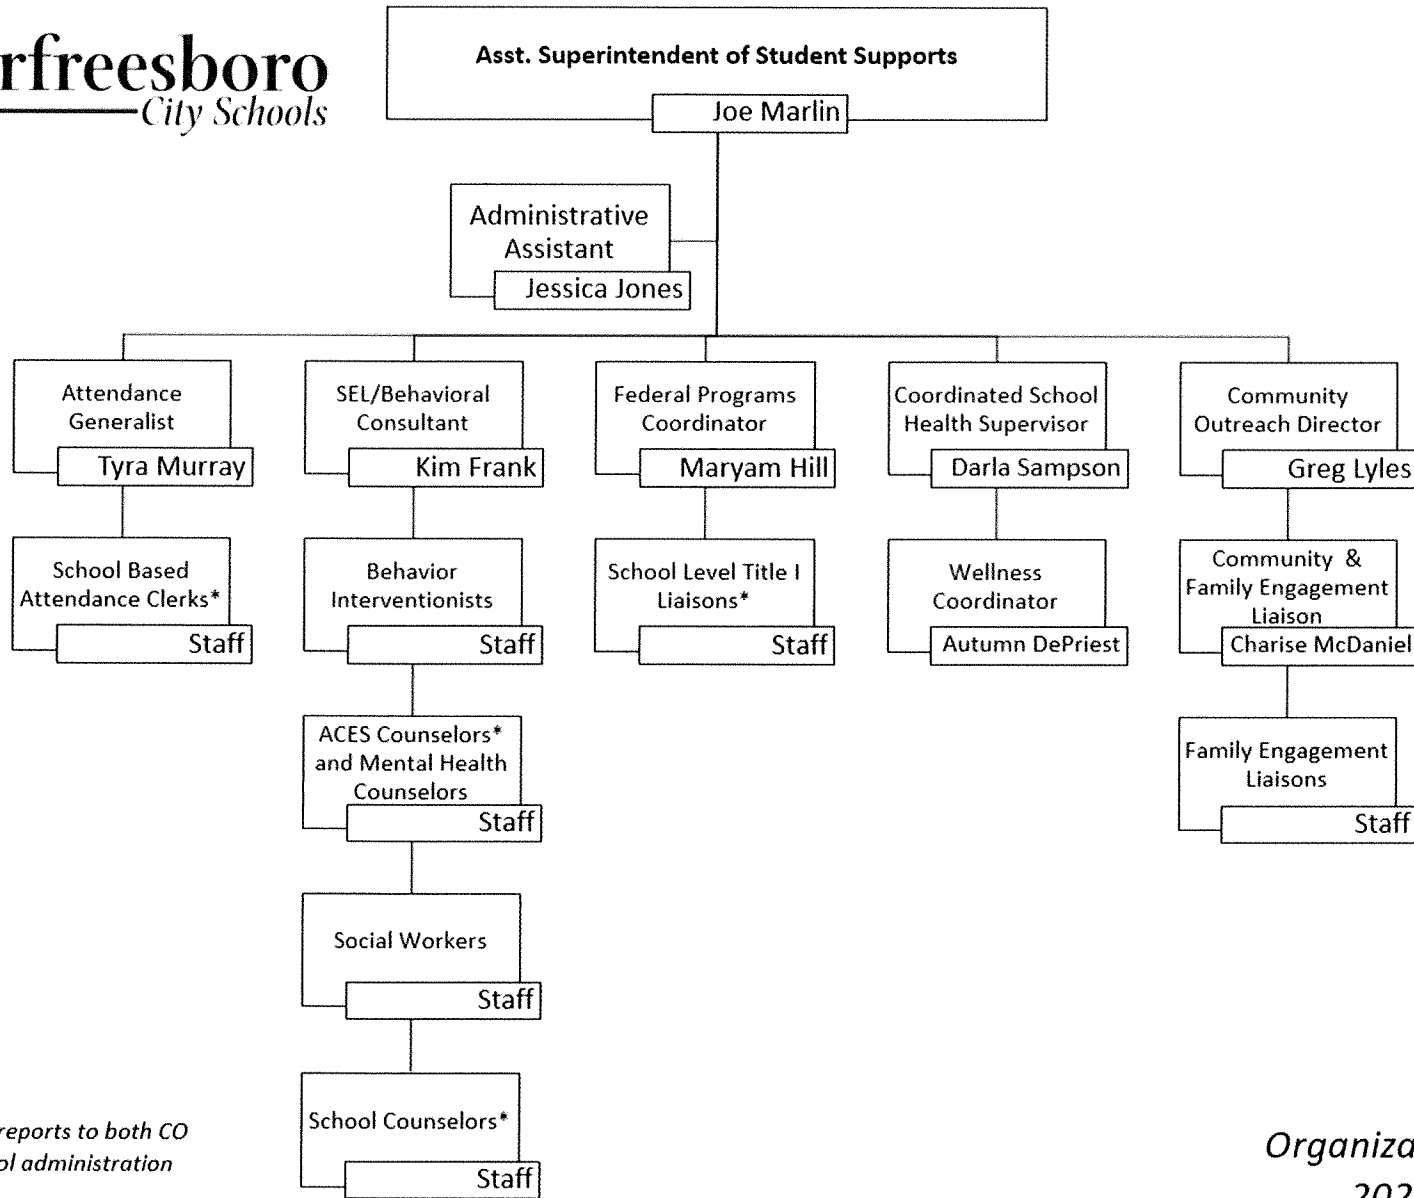 rfreesboro
City Schools
Asst. Superintendent of Student Supports
Joe Marlin
Administrative
Assistant
Jessica Jones
Attendance
Generalist
Tyra Murray
SEL/Behavioral
Consultant
Kim Frank
Federal Programs
Coordinator
Maryam Hill
Coordinated School
Health Supervisor
Darla Sampson
Community
Outreach Director
Greg Lyles
School Based
Attendance Clerks*
Staff
Behavior
Interventionists
Staff
School Level Title I
Liaisons*
Staff
Wellness
Coordinator
Autumn DePriest
Community &
Family Engagement
Liaison
Charise McDaniel
ACES Counselors*
and Mental Health
Counselors
Staff
Family Engagement
Liaisons
Staff
Social Workers
Staff
School Counselors*
Staff
reports to both CO
ol administration
Organiza
202